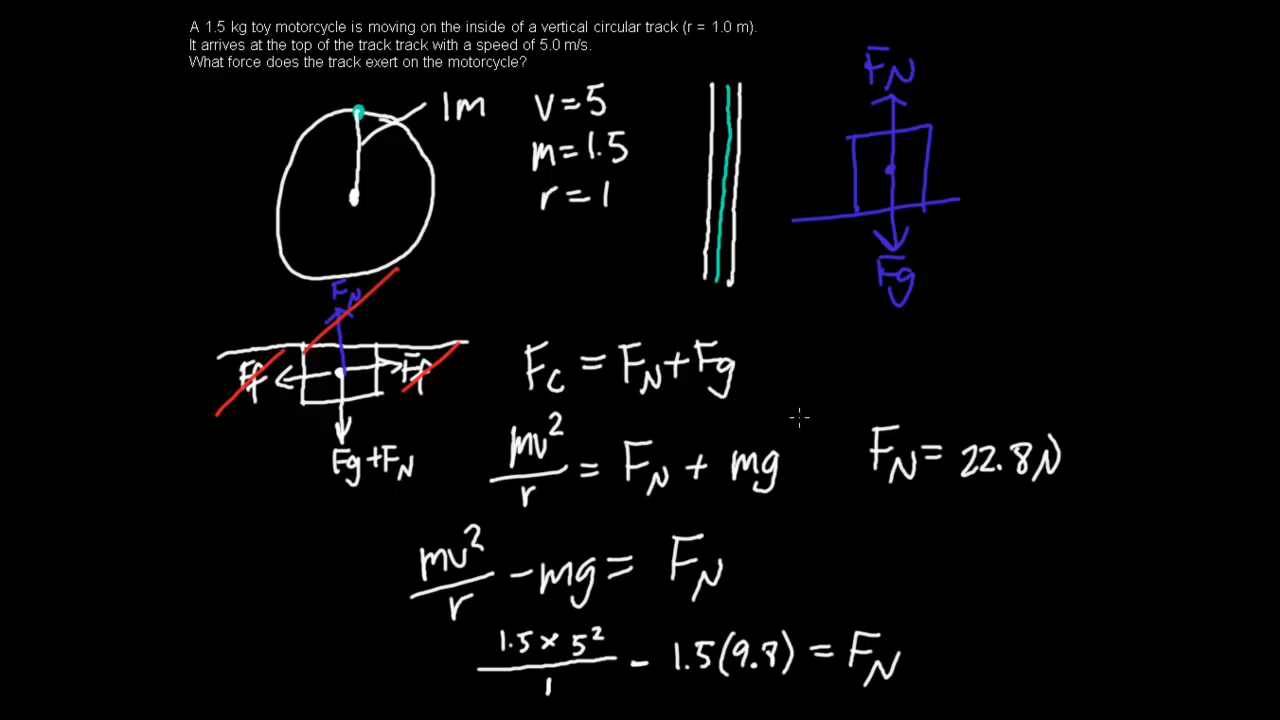 A 1.5 kg toy motorcycle is moving on the inside of a vertical circular track (r = 1.0 m).
It arrives at the top of the track track with a speed of 5.0 m/s.
What force does the track exert on the motorcycle?
1m
v=5
m=1.5
r=1
FN
Fg
FN
Ff
Ff
Fg+FN
Fc = FN+Fg
mv²/r = FN + mg
FN = 22.8N
mv²/r - mg = FN
1.5 × 5²/1 - 1.5(9.8) = FN